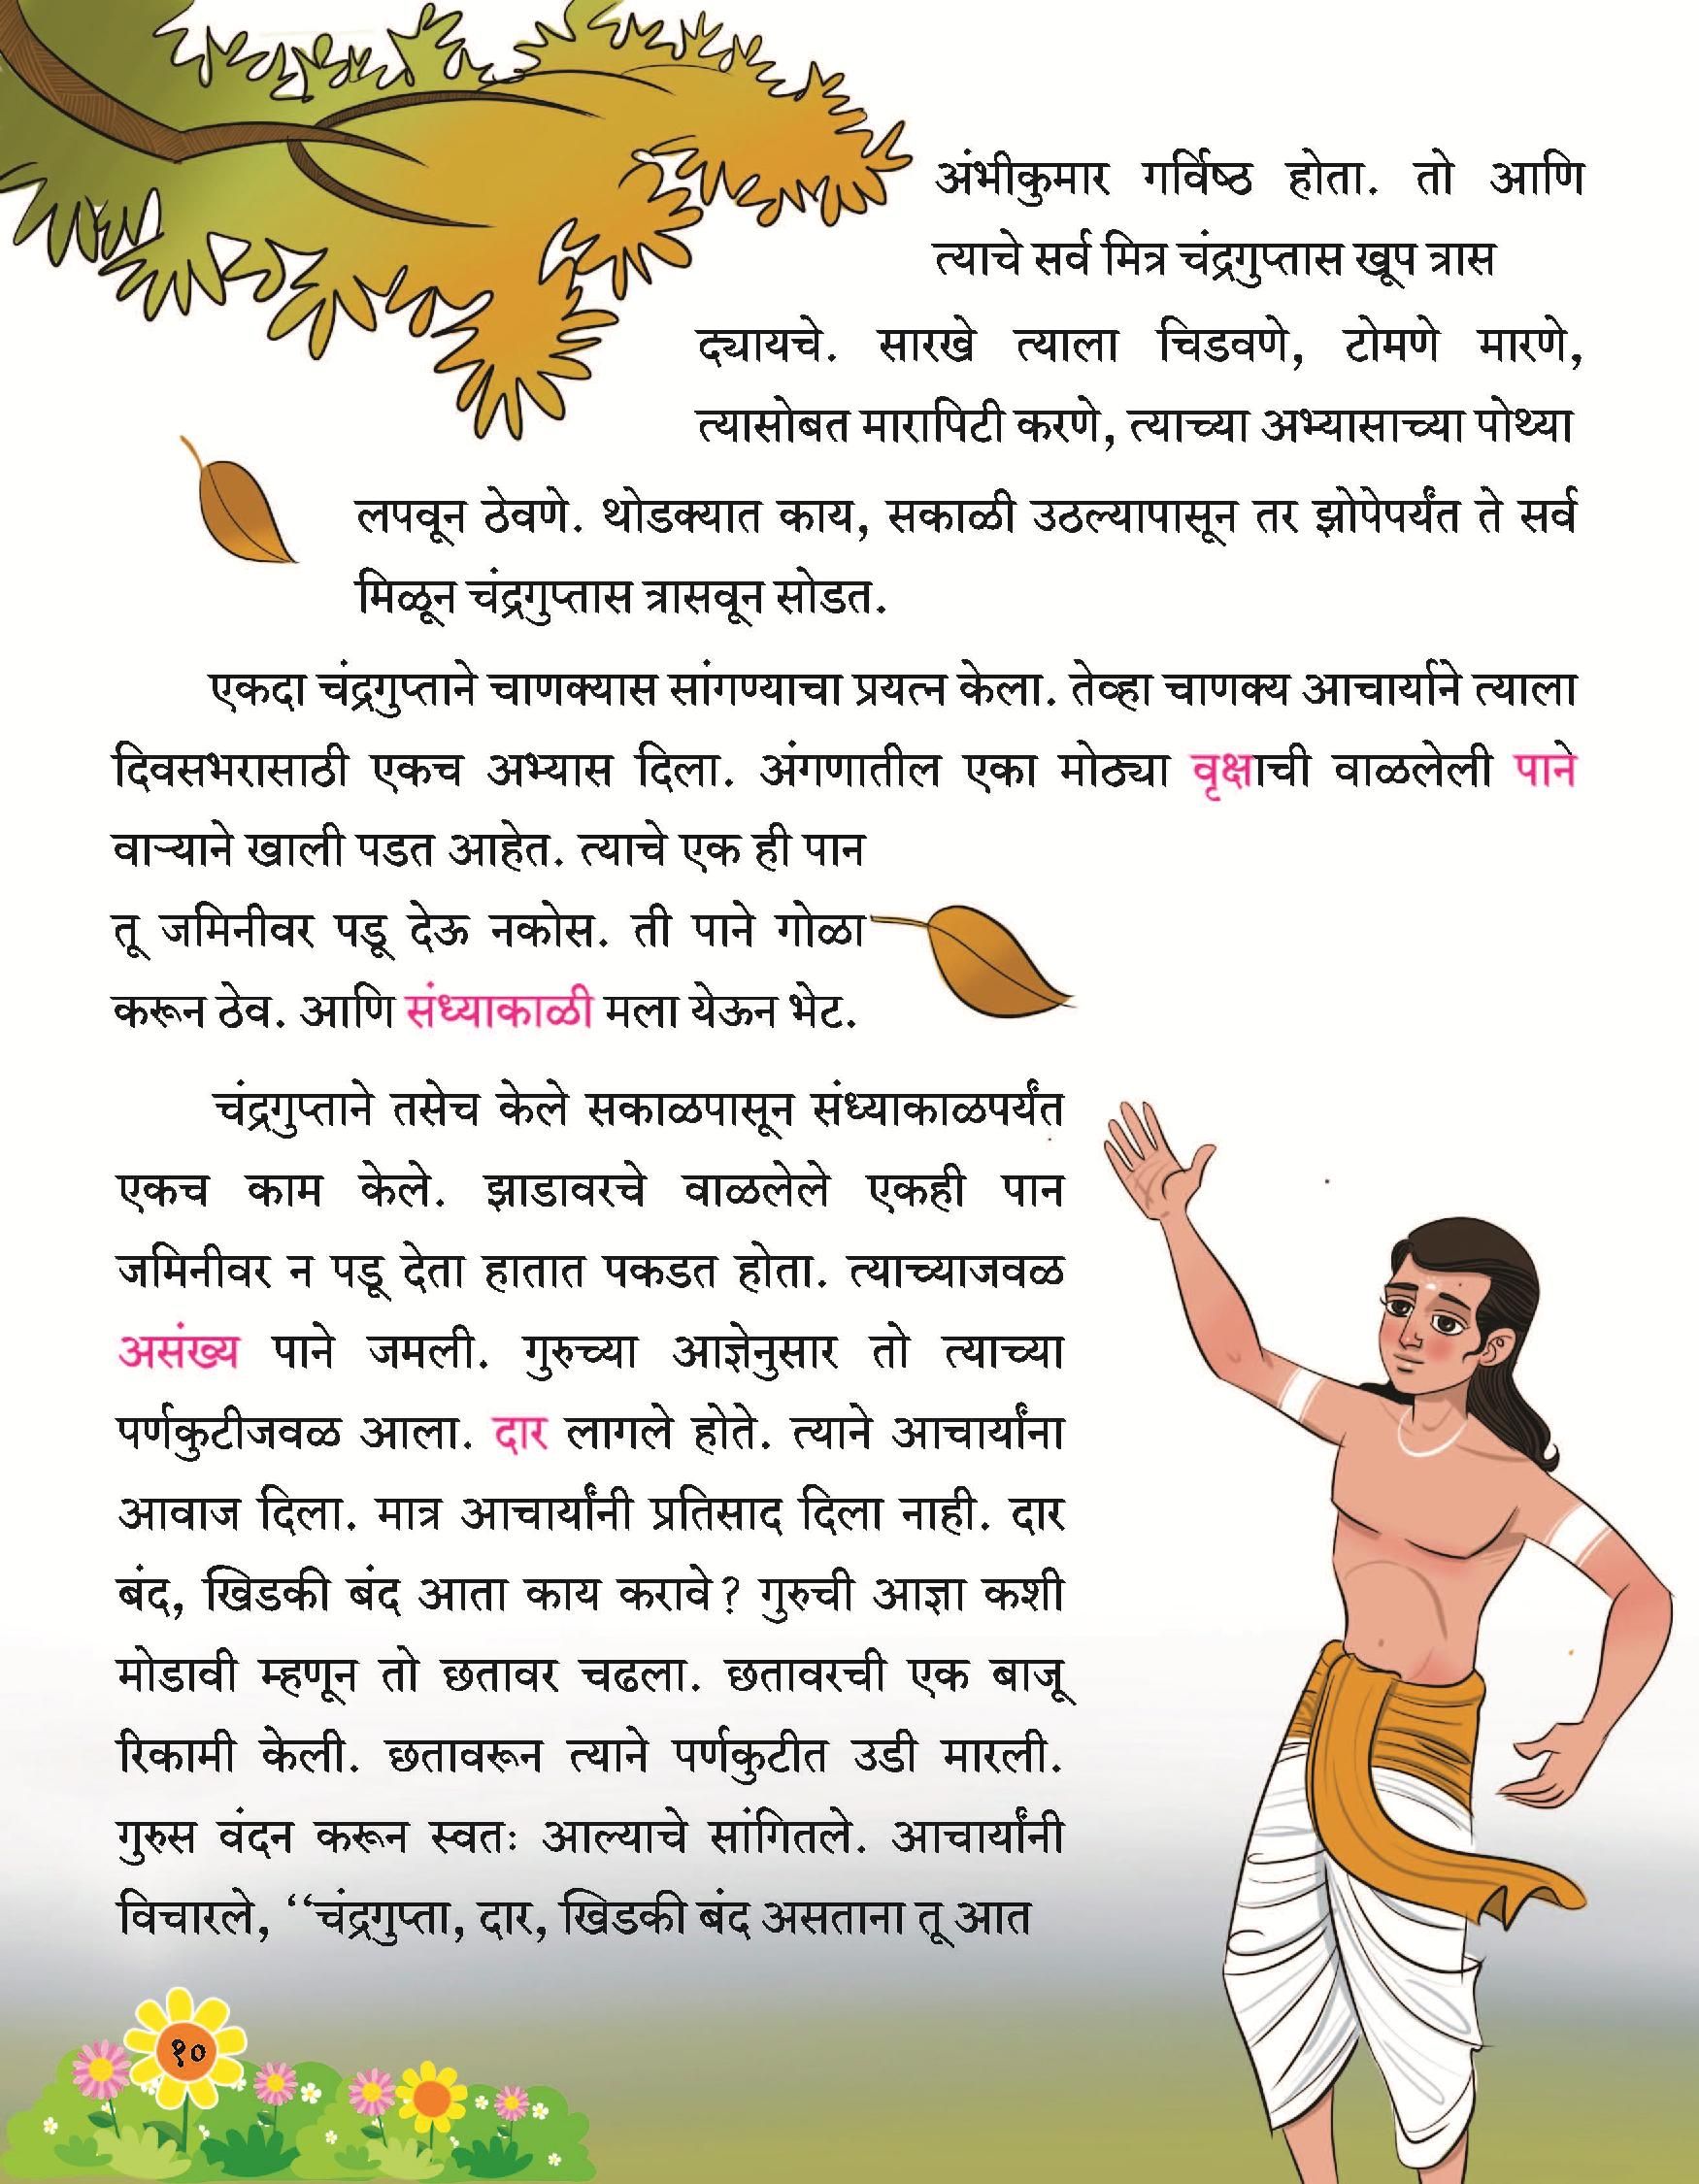 अंभीकुमार गर्विष्ठ होता. तो आणि
त्याचे सर्व मित्र चंद्रगुप्तास खूप त्रास
द्यायचे. सारखे त्याला चिडवणे, टोमणे मारणे,
त्यासोबत मारापिटी करणे, त्याच्या अभ्यासाच्या पोथ्या
लपवून ठेवणे. थोडक्यात काय, सकाळी उठल्यापासून तर झोपेपर्यंत ते सर्व
मिळून चंद्रगुप्तास त्रासवून सोडत.
एकदा चंद्रगुप्ताने चाणक्यास सांगण्याचा प्रयत्न केला. तेव्हा चाणक्य आचार्याने त्याला
दिवसभरासाठी एकच अभ्यास दिला. अंगणातील एका मोठ्या वृक्षाची वाळलेली पाने
वाऱ्याने खाली पडत आहेत. त्याचे एक ही पान
तू जमिनीवर पडू देऊ नकोस. ती पाने गोळा
करून ठेव. आणि संध्याकाळी मला येऊन भेट.
चंद्रगुप्ताने तसेच केले सकाळपासून संध्याकाळपर्यंत
एकच काम केले. झाडावरचे वाळलेले एकही पान
जमिनीवर न पडू देता हातात पकडत होता. त्याच्याजवळ
असंख्य पाने जमली. गुरुच्या आज्ञेनुसार तो त्याच्या
पर्णकुटीजवळ आला. दार लागले होते. त्याने आचार्यांना
आवाज दिला. मात्र आचार्यांनी प्रतिसाद दिला नाही. दार
बंद, खिडकी बंद आता काय करावे? गुरुची आज्ञा कशी
मोडावी म्हणून तो छतावर चढला. छतावरची एक बाजू
रिकामी केली. छतावरून त्याने पर्णकुटीत उडी मारली.
गुरुस वंदन करून स्वतः आल्याचे सांगितले. आचार्यांनी
विचारले, ‘‘चंद्रगुप्ता, दार, खिडकी बंद असताना तू आत
१०